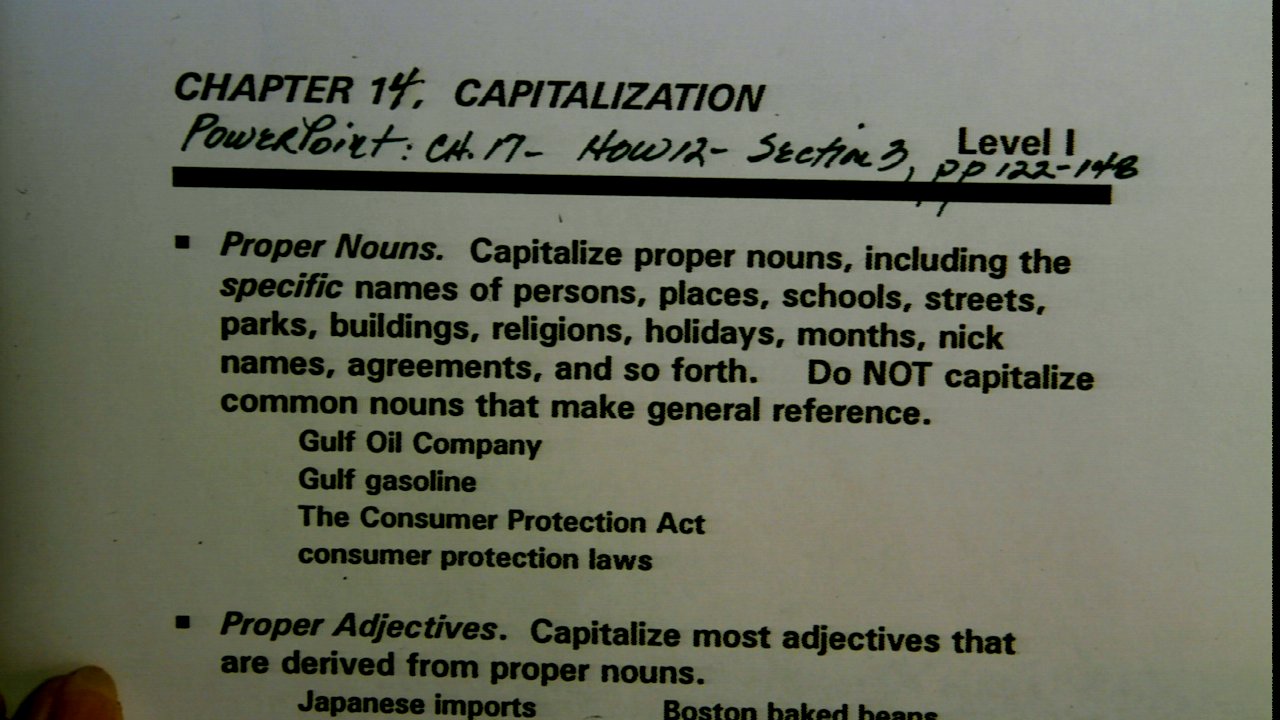 CHAPTER 14, CAPITALIZATION
PowerPoint: CH. 17- HOW12- Section 3, pp 122-148
Level I
▪ Proper Nouns. Capitalize proper nouns, including the
specific names of persons, places, schools, streets,
parks, buildings, religions, holidays, months, nick
names, agreements, and so forth. Do NOT capitalize
common nouns that make general reference.
Gulf Oil Company
Gulf gasoline
The Consumer Protection Act
consumer protection laws
▪ Proper Adjectives. Capitalize most adjectives that
are derived from proper nouns.
Japanese imports Boston baked beans